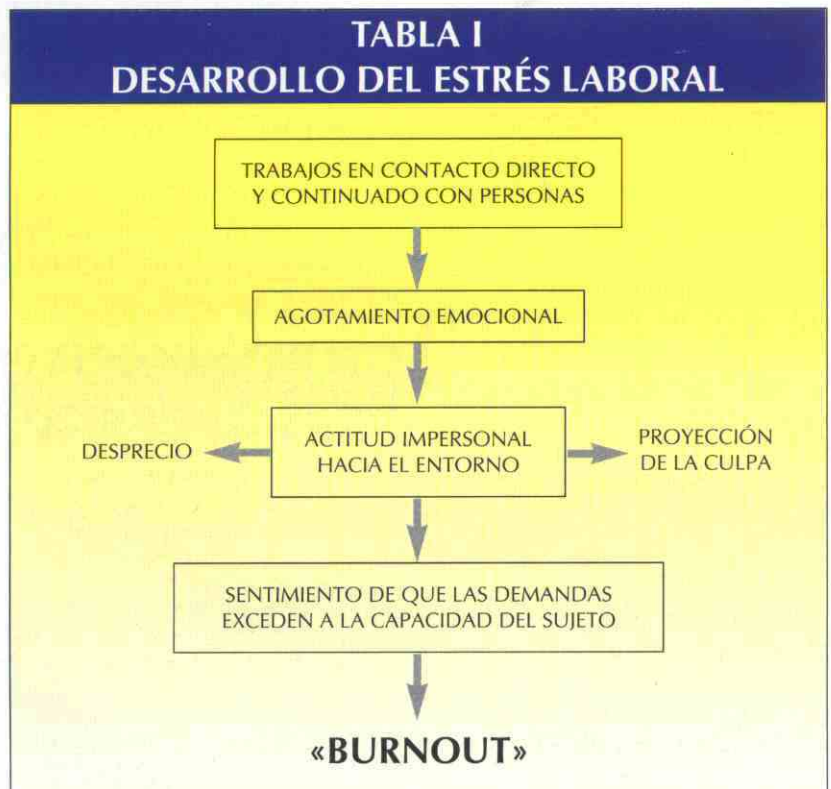 TABLA I
DESARROLLO DEL ESTRÉS LABORAL
TRABAJOS EN CONTACTO DIRECTO
Y CONTINUADO CON PERSONAS
AGOTAMIENTO EMOCIONAL
DESPRECIO
ACTITUD IMPERSONAL
HACIA EL ENTORNO
PROYECCIÓN
DE LA CULPA
SENTIMIENTO DE QUE LAS DEMANDAS
EXCEDEN A LA CAPACIDAD DEL SUJETO
«BURNOUT»